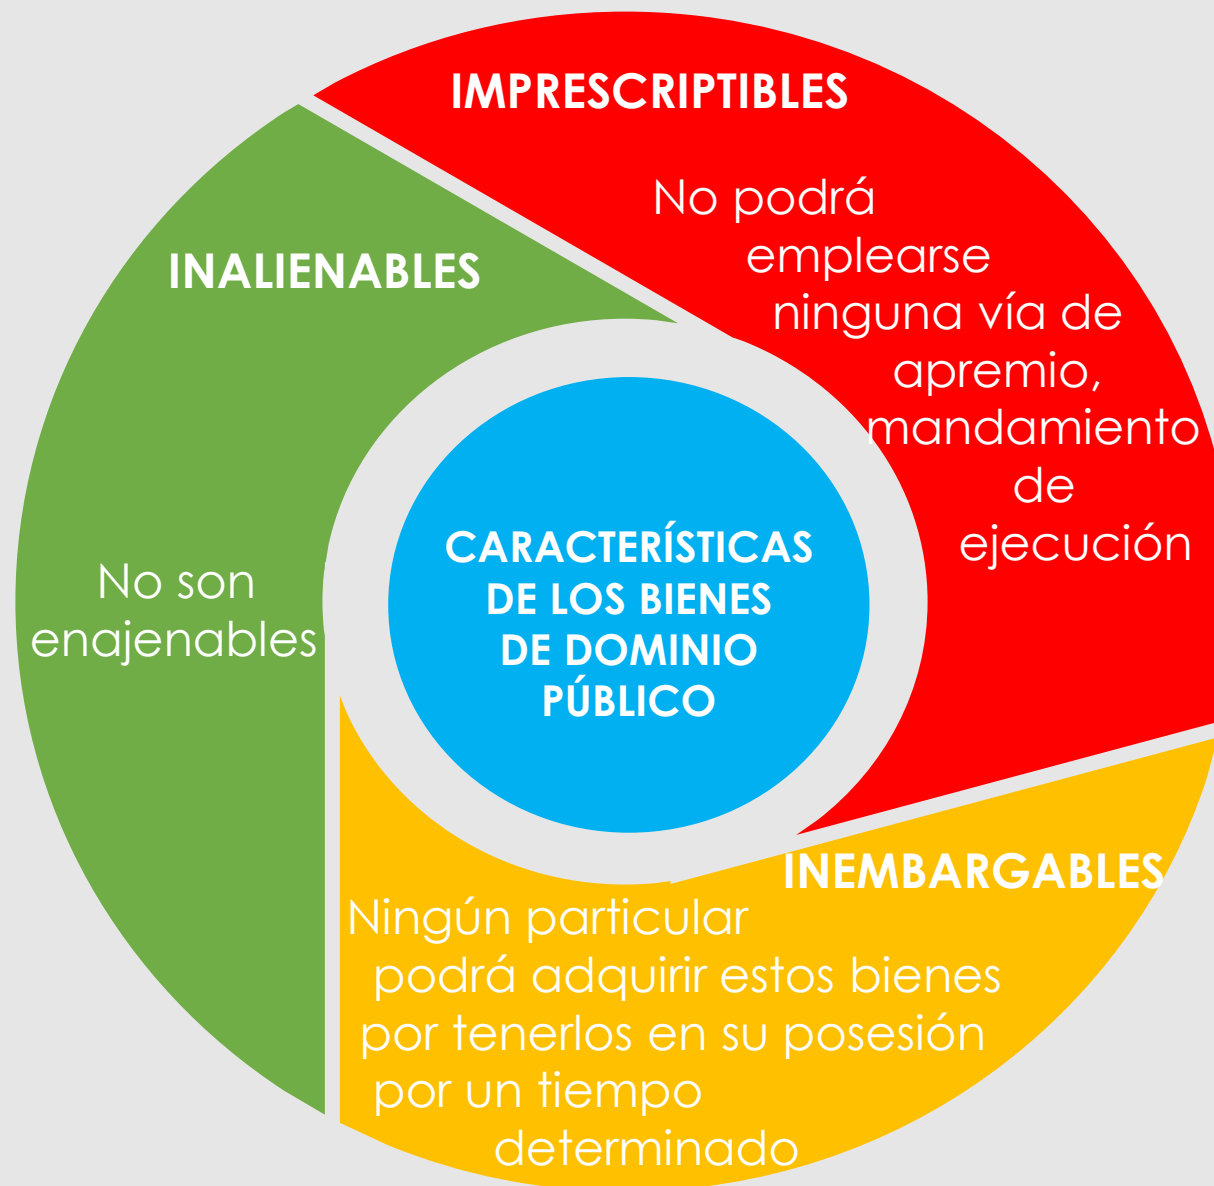 IMPRESCRIPTIBLES
No podrá
emplearse
ninguna vía de
apremio,
mandamiento
de
ejecución
INALIENABLES
No son
enajenables
CARACTERÍSTICAS
DE LOS BIENES
DE DOMINIO
PÚBLICO
INEMBARGABLES
Ningún particular
podrá adquirir estos bienes
por tenerlos en su posesión
por un tiempo
determinado